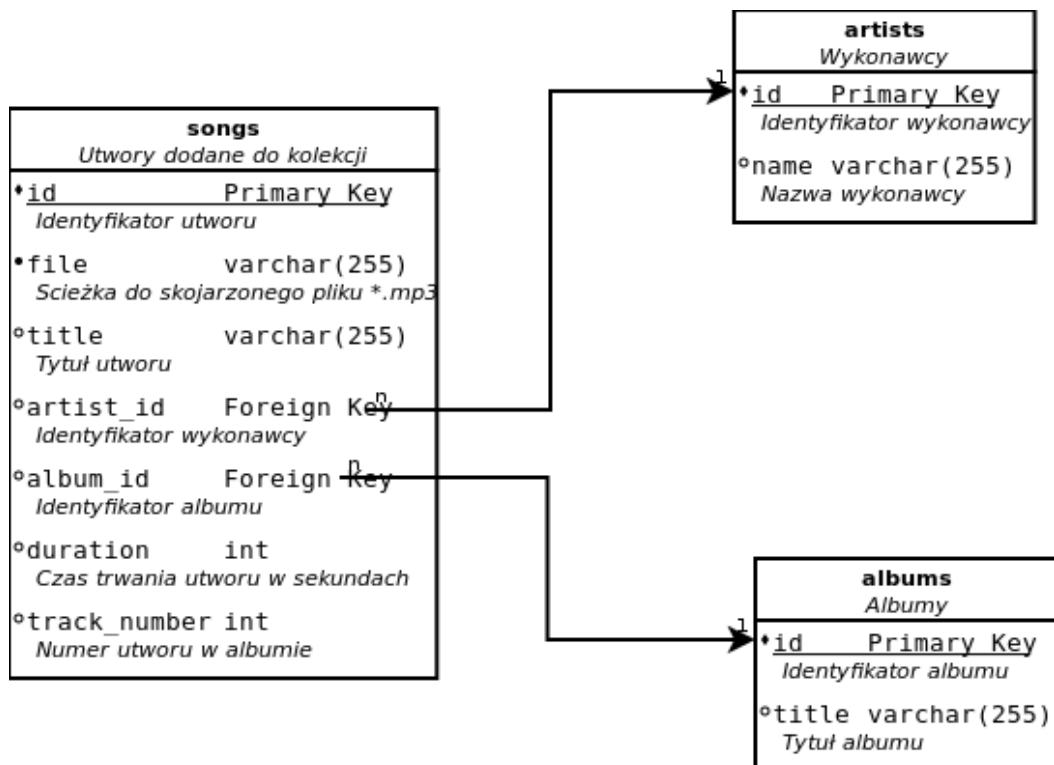 songs
Utwory dodane do kolekcji
id Primary Key
Identyfikator utworu
file varchar(255)
Scieżka do skojarzonego pliku *.mp3
title varchar(255)
Tytuł utworu
artist_id Foreign Key
n
Identyfikator wykonawcy
album_id Foreign Key
n
Identyfikator albumu
duration int
Czas trwania utworu w sekundach
track_number int
Numer utworu w albumie
artists
Wykonawcy
1
id Primary Key
Identyfikator wykonawcy
name varchar(255)
Nazwa wykonawcy
albums
Albumy
1
id Primary Key
Identyfikator albumu
title varchar(255)
Tytuł albumu